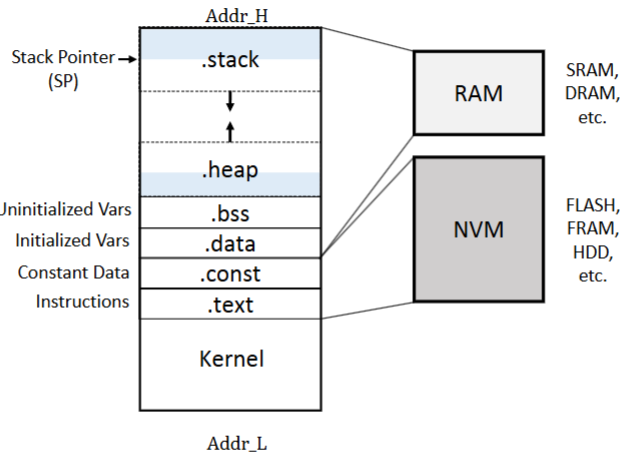 Addr_H
Stack Pointer
(SP)
.stack
.heap
Uninitialized Vars
.bss
Initialized Vars
.data
Constant Data
.const
Instructions
.text
Kernel
Addr_L
RAM
SRAM,
DRAM,
etc.
NVM
FLASH,
FRAM,
HDD,
etc.